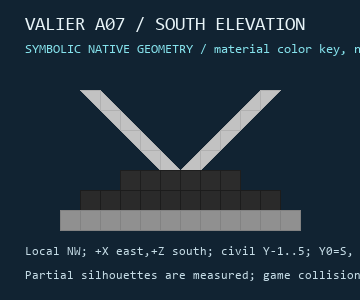 VALIER A07 / SOUTH ELEVATION
SYMBOLIC NATIVE GEOMETRY / material color key,
Local NW; +X east,+Z south; civil Y-1..5; Y0=S,
Partial silhouettes are measured; game collision